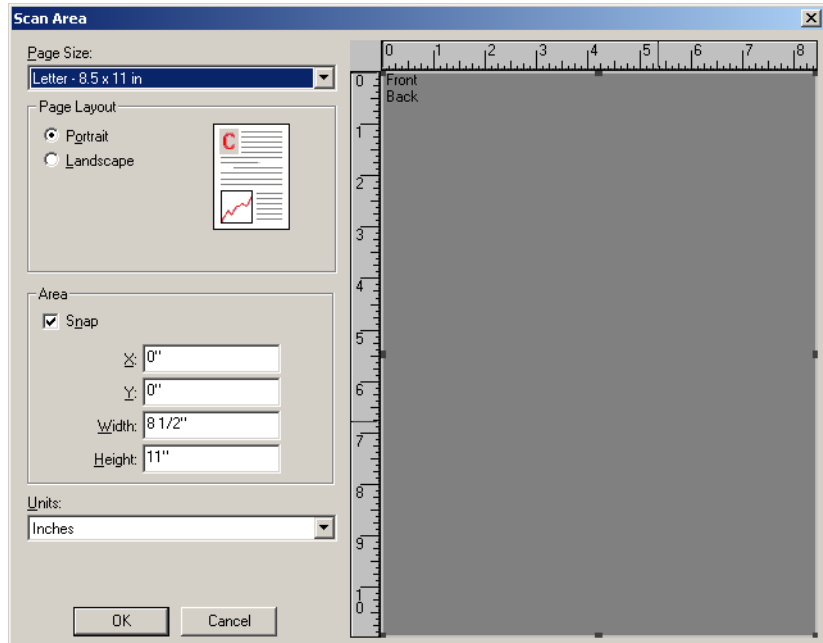 Scan Area
Page Size:
Letter - 8.5 x 11 in
Page Layout
Portrait
Landscape
C
Area
Snap
X: 0"
Y: 0"
Width: 8 1/2"
Height: 11"
Units:
Inches
OK Cancel
0 1 2 3 4 5 6 7 8
Front
Back
0
1
2
3
4
5
6
7
8
9
10